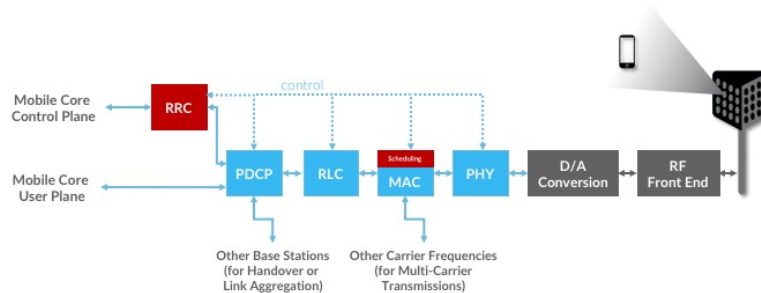 control
Mobile Core
Control Plane
RRC
Mobile Core
User Plane
PDCP
RLC
Scheduling
MAC
PHY
D/A
Conversion
RF
Front End
Other Base Stations
(for Handover or
Link Aggregation)
Other Carrier Frequencies
(for Multi-Carrier
Transmissions)